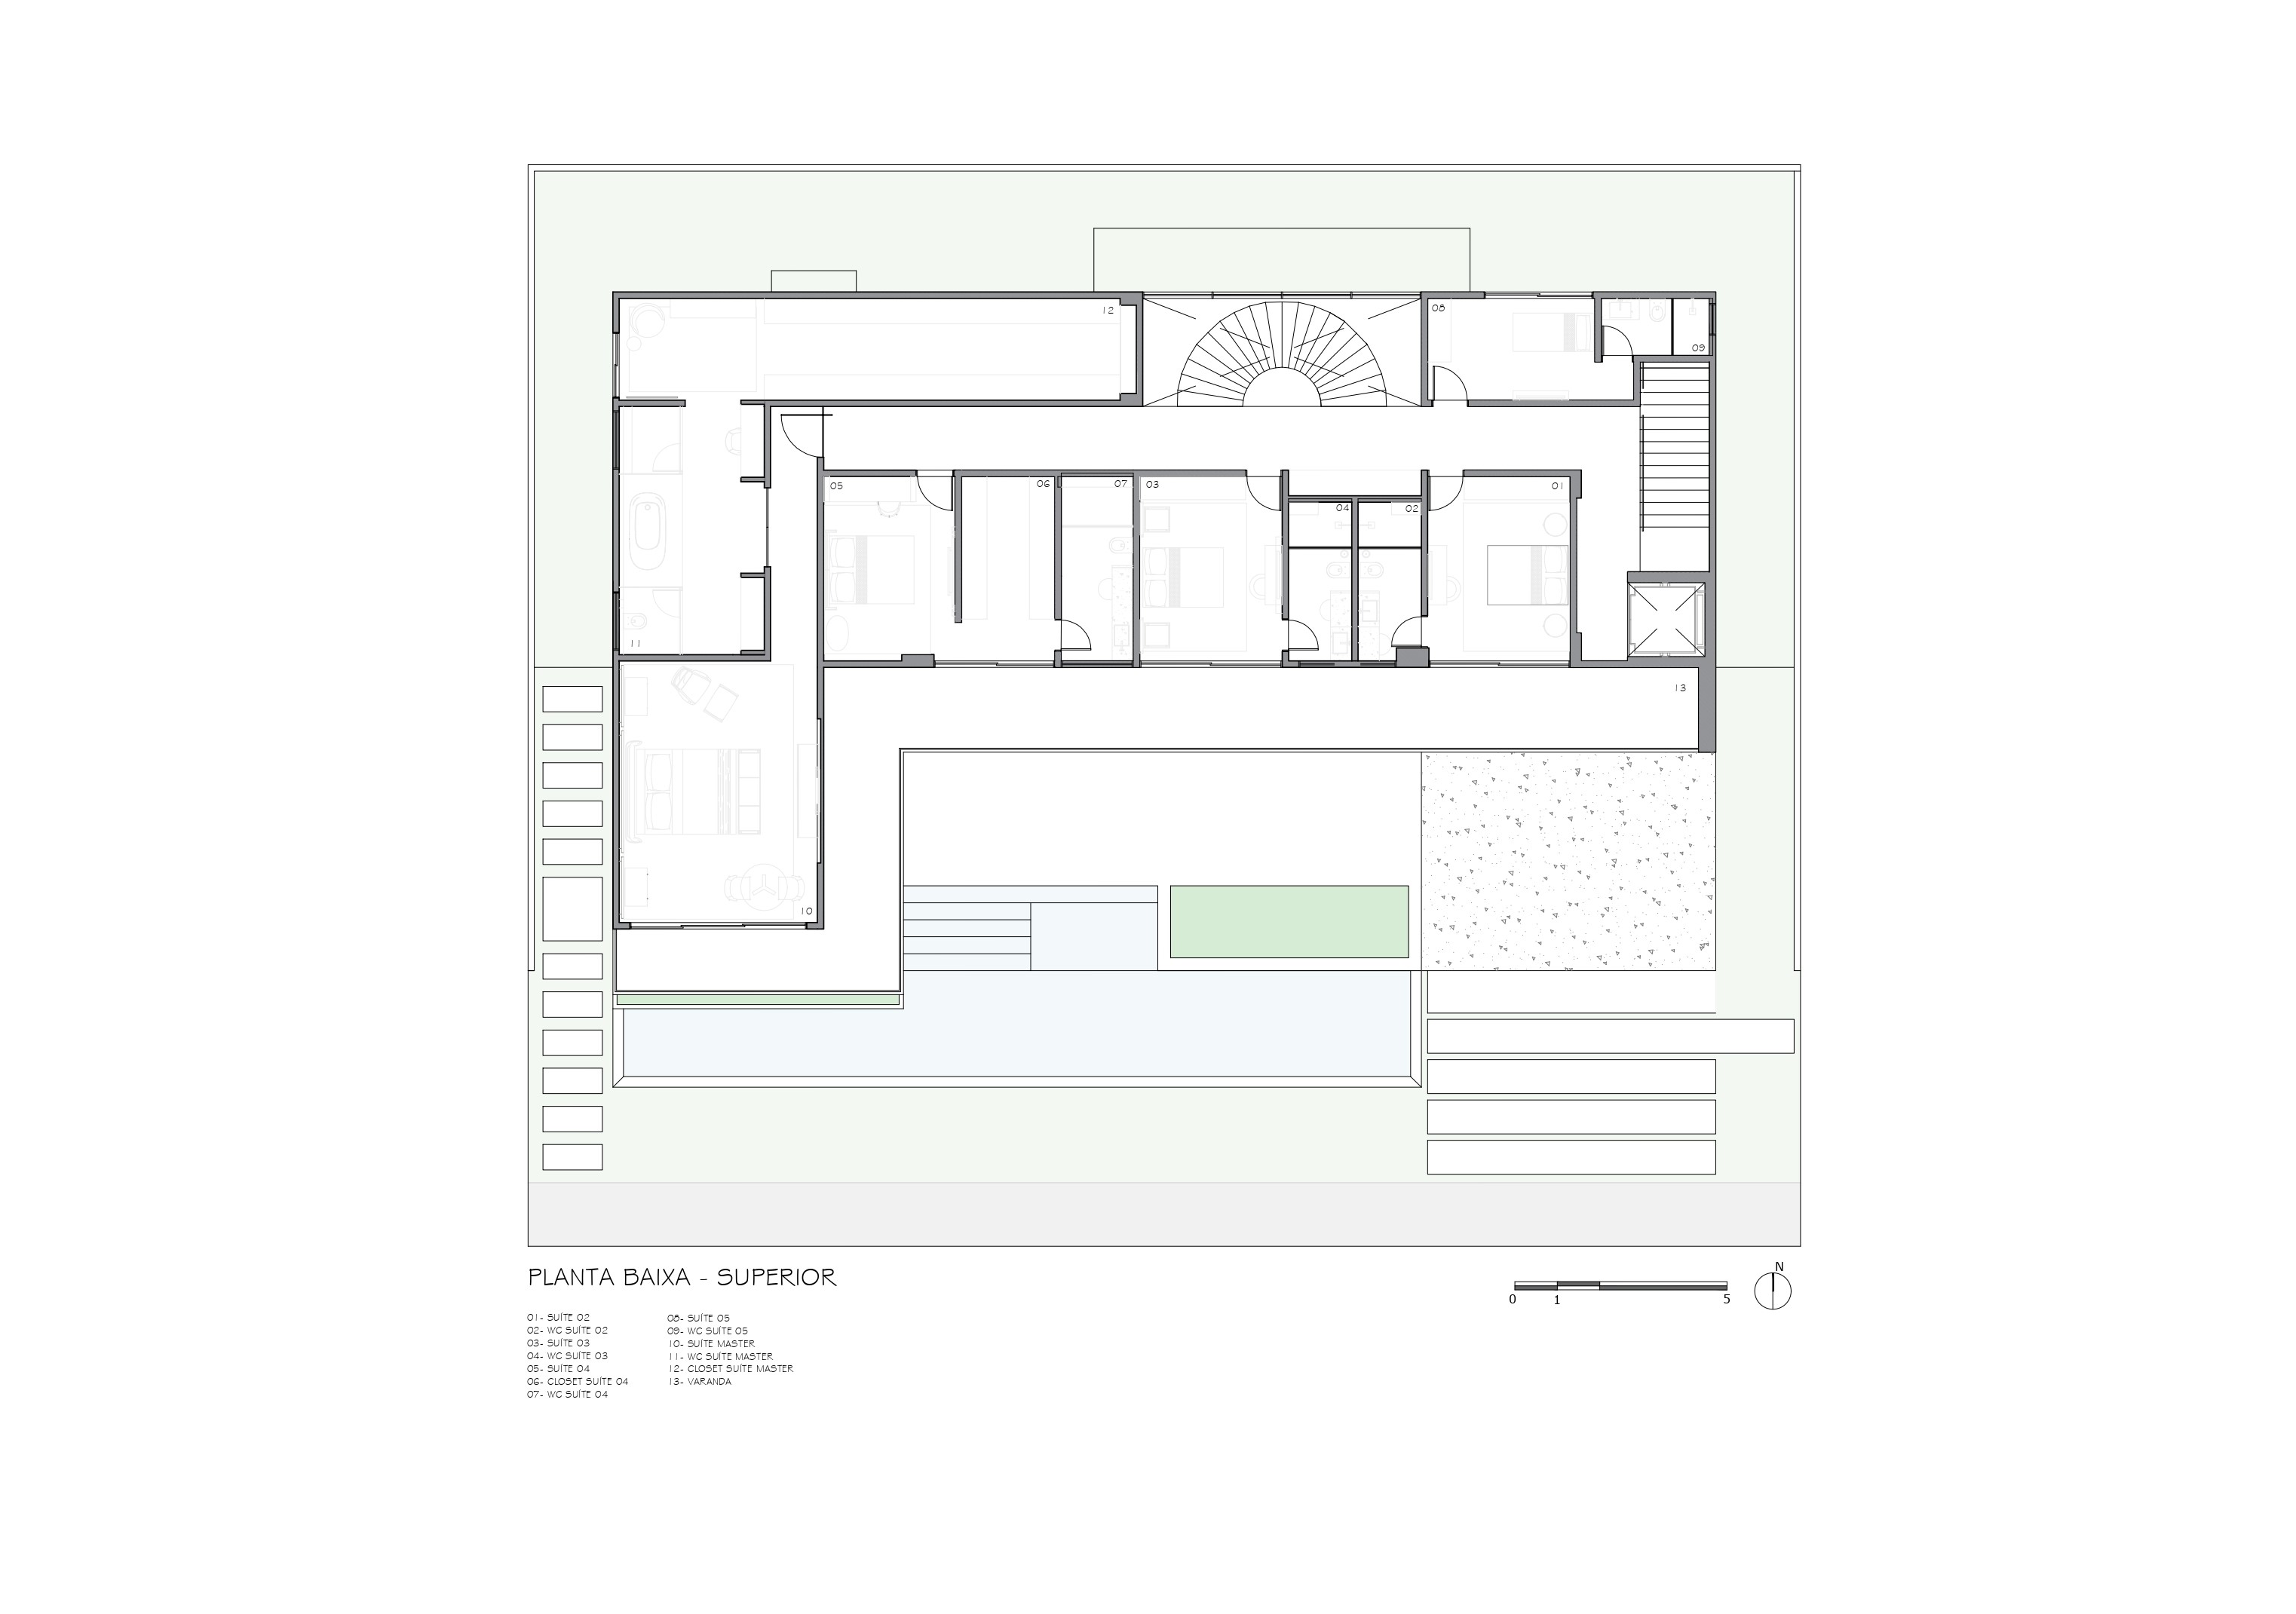 12
08
09
05
06
07
03
04
02
01
11
13
10
PLANTA BAIXA - SUPERIOR
N
0
1
5
01- SUÍTE 02
02- WC SUÍTE 02
03- SUÍTE 03
04- WC SUÍTE 03
05- SUÍTE 04
06- CLOSET SUÍTE 04
07- WC SUÍTE 04
08- SUÍTE 05
09- WC SUÍTE 05
10- SUÍTE MASTER
11- WC SUÍTE MASTER
12- CLOSET SUÍTE MASTER
13- VARANDA